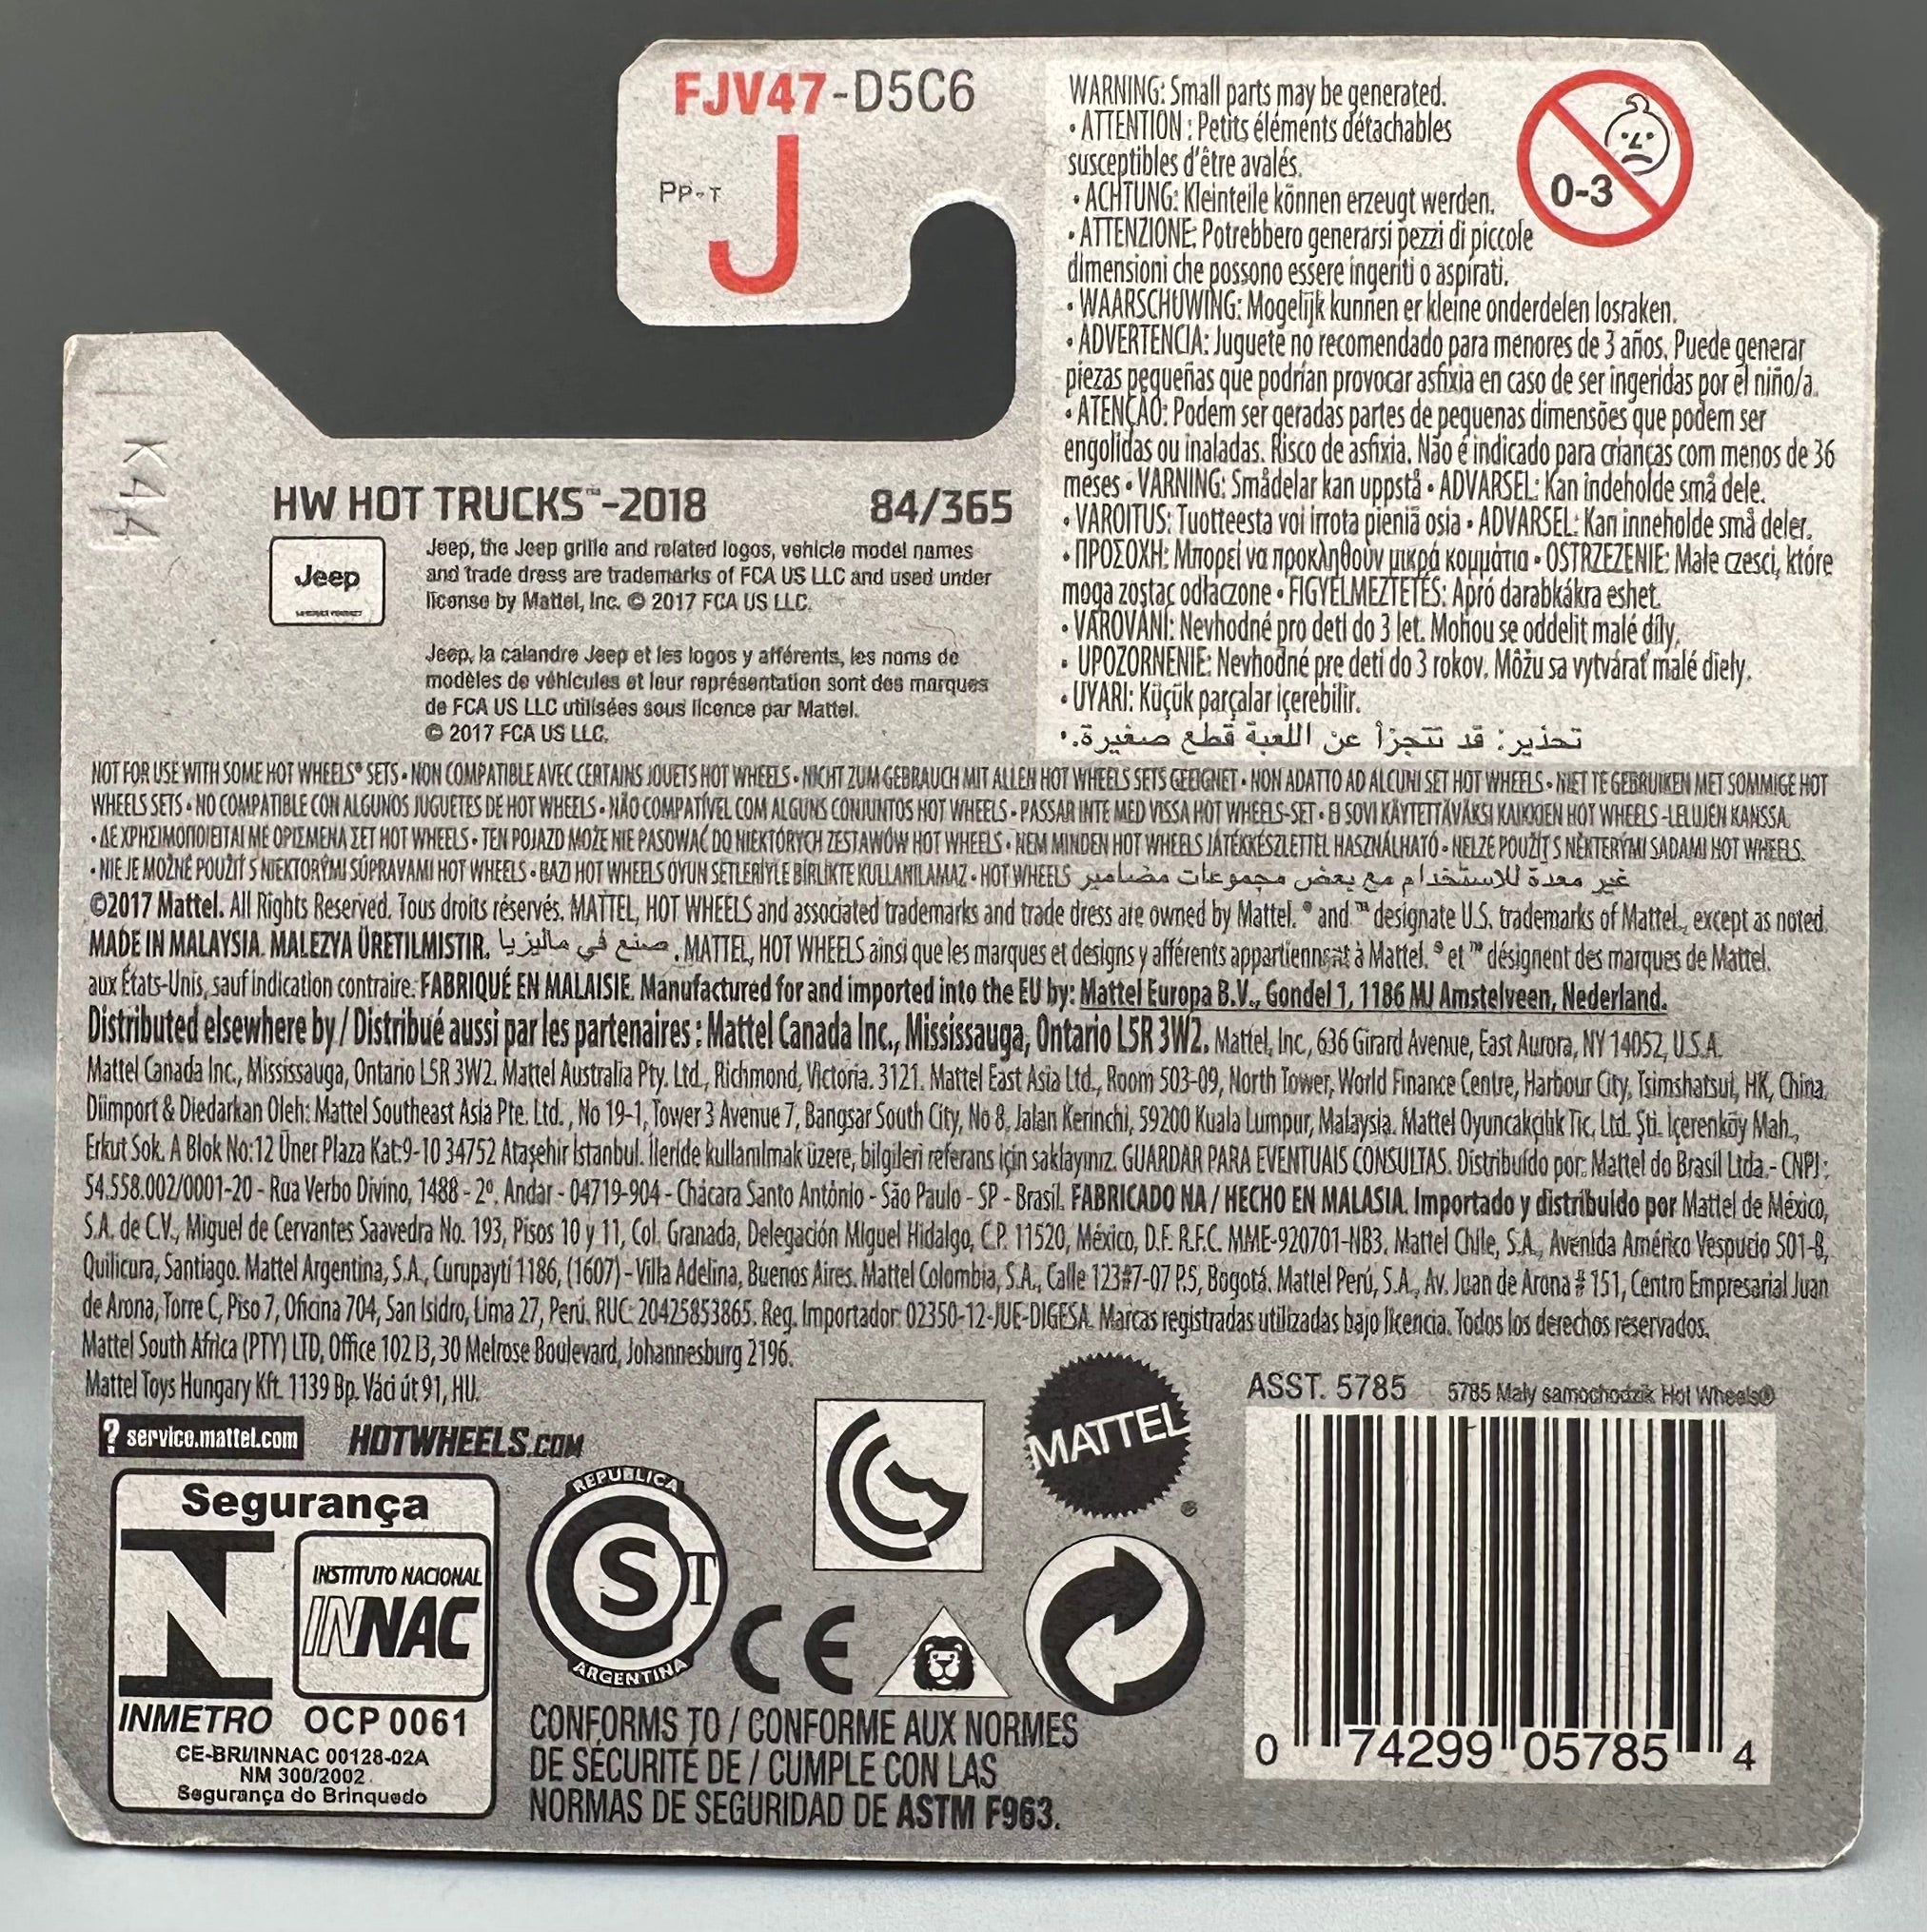 FJV47-D5C6
PP-T
J
WARNING: Small parts may be generated.
• ATTENTION : Petits éléments détachables
susceptibles d'être avalés.
• ACHTUNG: Kleinteile können erzeugt werden.
• ATTENZIONE: Potrebbero generarsi pezzi di piccole
dimensioni che possono essere ingeriti o aspirati.
• WAARSCHUWING: Mogelijk kunnen er kleine onderdelen losraken.
• ADVERTENCIA: Juguete no recomendado para menores de 3 años. Puede generar
piezas pequeñas que podrían provocar asfixia en caso de ser ingeridas por el niño/a.
• ATENÇÃO: Podem ser geradas partes de pequenas dimensões que podem ser
engolidas ou inaladas. Risco de asfixia. Não é indicado para crianças com menos de 36
meses • VARNING: Smådelar kan uppstå • ADVARSEL: Kan indeholde små dele.
• VAROITUS: Tuotteesta voi irrota pieniä osia • ADVARSEL: Kan inneholde små deler.
• ΠΡΟΣΟΧΗ: Μπορεί να προκληθούν μικρά κομμάτια • OSTRZEZENIE: Małe czesci, które
moga zostac odłaczone • FIGYELMEZTETÉS: Apró darabkákra eshet.
• VAROVÁNÍ: Nevhodné pro deti do 3 let. Mohou se oddelit malé díly.
• UPOZORNENIE: Nevhodné pre deti do 3 rokov. Môžu sa vytvárať malé diely.
• UYARI: Küçük parçalar içerebilir.
تحذير: قد تتجزأ عن اللعبة قطع صغيرة.•
0-3
K44
HW HOT TRUCKS™-2018 84/365
Jeep
Jeep, the Jeep grille and related logos, vehicle model names
and trade dress are trademarks of FCA US LLC and used under
license by Mattel, Inc. © 2017 FCA US LLC.
Jeep, la calandre Jeep et les logos y afférents, les noms de
modèles de véhicules et leur représentation sont des marques
de FCA US LLC utilisées sous licence par Mattel.
© 2017 FCA US LLC.
NOT FOR USE WITH SOME HOT WHEELS® SETS • NON COMPATIBLE AVEC CERTAINS JOUETS HOT WHEELS • NICHT ZUM GEBRAUCH MIT ALLEN HOT WHEELS SETS GEEIGNET • NON ADATTO AD ALCUNI SET HOT WHEELS • NIET TE GEBRUIKEN MET SOMMIGE HOT
WHEELS SETS • NO COMPATIBLE CON ALGUNOS JUGUETES DE HOT WHEELS • NÃO COMPATÍVEL COM ALGUNS CONJUNTOS HOT WHEELS • PASSAR INTE MED VISSA HOT WHEELS-SET • EI SOVI KÄYTETTÄVÄKSI KAIKKIEN HOT WHEELS -LELUJEN KANSSA.
• ΔΕ ΧΡΗΣΙΜΟΠΟΙΕΙΤΑΙ ΜΕ ΟΡΙΣΜΕΝΑ ΣΕΤ HOT WHEELS • TEN POJAZD MOŻE NIE PASOWAĆ DO NIEKTÓRYCH ZESTAWÓW HOT WHEELS • NEM MINDEN HOT WHEELS JÁTÉKKÉSZLETTEL HASZNÁLHATÓ • NELZE POUŽÍT S NĚKTERÝMI SADAMI HOT WHEELS.
• NIE JE MOŽNÉ POUŽIŤ S NIEKTORÝMI SÚPRAVAMI HOT WHEELS • BAZI HOT WHEELS OYUN SETLERİYLE BİRLİKTE KULLANILAMAZ • HOT WHEELS غير معدة للاستخدام مع بعض مجموعات مضامير
©2017 Mattel. All Rights Reserved. Tous droits réservés. MATTEL, HOT WHEELS and associated trademarks and trade dress are owned by Mattel. ® and ™ designate U.S. trademarks of Mattel, except as noted.
MADE IN MALAYSIA. MALEZYA ÜRETILMISTIR. صنع في ماليزيا. MATTEL, HOT WHEELS ainsi que les marques et designs y afférents appartiennent à Mattel. ® et ™ désignent des marques de Mattel.
aux États-Unis, sauf indication contraire. FABRIQUÉ EN MALAISIE. Manufactured for and imported into the EU by: Mattel Europa B.V., Gondel 1, 1186 MJ Amstelveen, Nederland.
Distributed elsewhere by / Distribué aussi par les partenaires : Mattel Canada Inc., Mississauga, Ontario L5R 3W2. Mattel, Inc., 636 Girard Avenue, East Aurora, NY 14052, U.S.A.
Mattel Canada Inc., Mississauga, Ontario L5R 3W2. Mattel Australia Pty. Ltd., Richmond, Victoria. 3121. Mattel East Asia Ltd., Room 503-09, North Tower, World Finance Centre, Harbour City, Tsimshatsui, HK, China.
Diimport & Diedarkan Oleh: Mattel Southeast Asia Pte. Ltd. , No 19-1, Tower 3 Avenue 7, Bangsar South City, No 8, Jalan Kerinchi, 59200 Kuala Lumpur, Malaysia. Mattel Oyuncakçılık Tic. Ltd. Şti. İçerenköy Mah.,
Erkut Sok. A Blok No:12 Üner Plaza Kat:9-10 34752 Ataşehir İstanbul. İleride kullanılmak üzere, bilgileri referans için saklayınız. GUARDAR PARA EVENTUAIS CONSULTAS. Distribuído por: Mattel do Brasil Ltda.- CNPJ :
54.558.002/0001-20 - Rua Verbo Divino, 1488 - 2º. Andar - 04719-904 - Chácara Santo Antônio - São Paulo - SP - Brasil. FABRICADO NA / HECHO EN MALASIA. Importado y distribuido por Mattel de México,
S.A. de C.V., Miguel de Cervantes Saavedra No. 193, Pisos 10 y 11, Col. Granada, Delegación Miguel Hidalgo, C.P. 11520, México, D.F. R.F.C. MME-920701-NB3. Mattel Chile, S.A., Avenida Américo Vespucio 501-B,
Quilicura, Santiago. Mattel Argentina, S.A., Curupaytí 1186, (1607) - Villa Adelina, Buenos Aires. Mattel Colombia, S.A., Calle 123#7-07 P.5, Bogotá. Mattel Perú, S.A., Av. Juan de Arona # 151, Centro Empresarial Juan
de Arona, Torre C, Piso 7, Oficina 704, San Isidro, Lima 27, Perú. RUC: 20425853865. Reg. Importador: 02350-12-JUE-DIGESA. Marcas registradas utilizadas bajo licencia. Todos los derechos reservados.
Mattel South Africa (PTY) LTD, Office 102 I3, 30 Melrose Boulevard, Johannesburg 2196.
Mattel Toys Hungary Kft. 1139 Bp. Váci út 91, HU.
? service.mattel.com HOTWHEELS.COM
MATTEL ®
ASST. 5785 5785 Mały samochodzik Hot Wheels®
Segurança
INSTITUTO NACIONAL
INNAC
INMETRO OCP 0061
CE-BRI/INNAC 00128-02A
NM 300/2002
Segurança do Brinquedo
REPUBLICA
S T
ARGENTINA
CE
CONFORMS TO / CONFORME AUX NORMES
DE SÉCURITÉ DE / CUMPLE CON LAS
NORMAS DE SEGURIDAD DE ASTM F963.
0 74299 05785 4